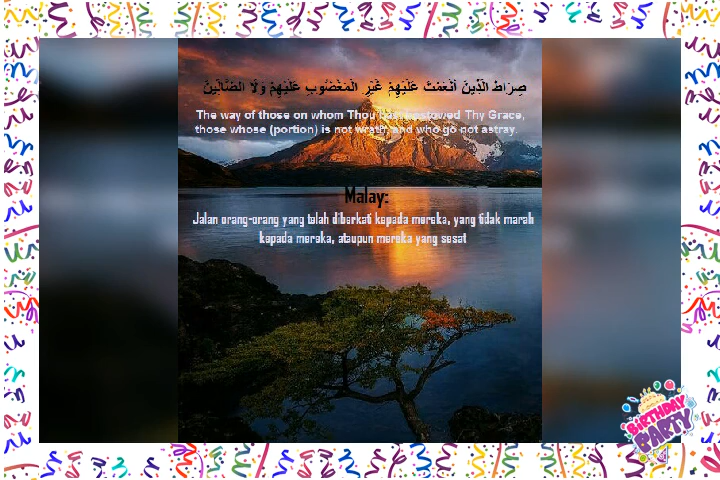 صِرَاطَ الَّذِينَ أَنْعَمْتَ عَلَيْهِمْ غَيْرِ الْمَغْضُوبِ عَلَيْهِمْ وَلَا الضَّالِّينَ
The way of those on whom Thou hast bestowed Thy Grace,
those whose (portion) is not wrath, and who go not astray.
Malay:
Jalan orang-orang yang telah diberkati kepada mereka, yang tidak marah
kepada mereka, ataupun mereka yang sesat
BIRTHDAY
PARTY